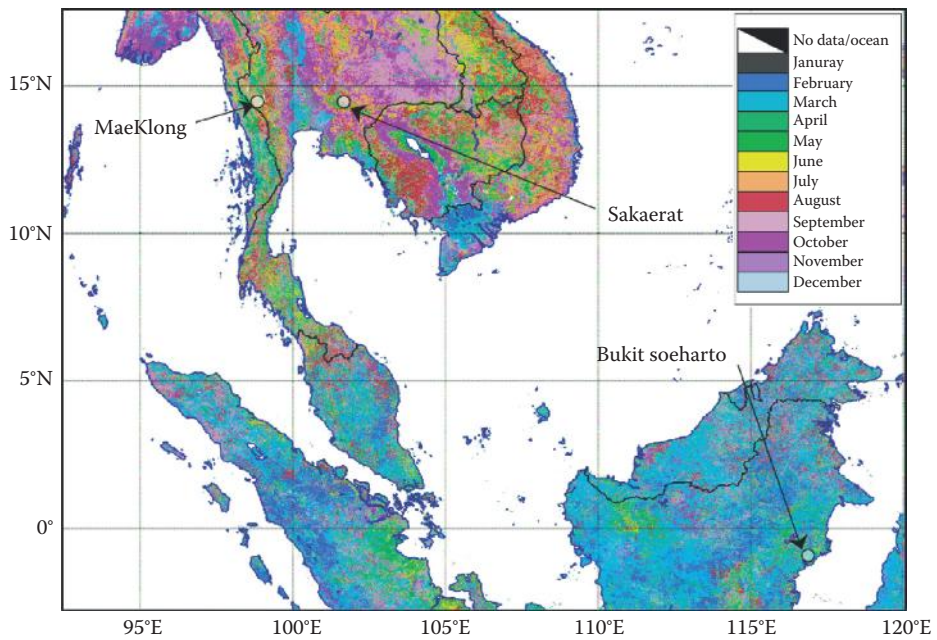 No data/ocean
Januray
February
March
April
May
June
July
August
September
October
November
December
15°N
MaeKlong
Sakaerat
10°N
Bukit soeharto
5°N
0°
95°E
100°E
105°E
110°E
115°E
120°E